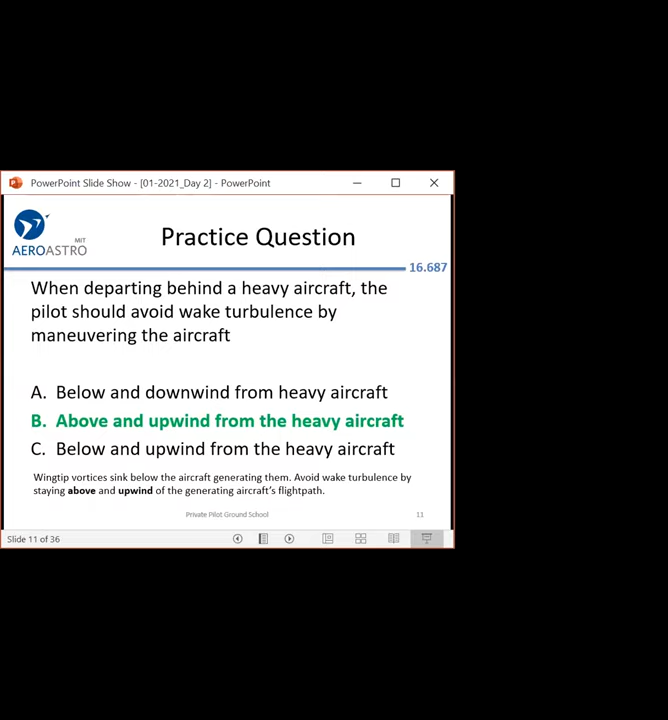 PowerPoint Slide Show - [01-2021_Day 2] - PowerPoint
MIT
AEROASTRO
Practice Question
16.687
When departing behind a heavy aircraft, the
pilot should avoid wake turbulence by
maneuvering the aircraft
A. Below and downwind from heavy aircraft
B. Above and upwind from the heavy aircraft
C. Below and upwind from the heavy aircraft
Wingtip vortices sink below the aircraft generating them. Avoid wake turbulence by
staying above and upwind of the generating aircraft's flightpath.
Private Pilot Ground School
11
Slide 11 of 36